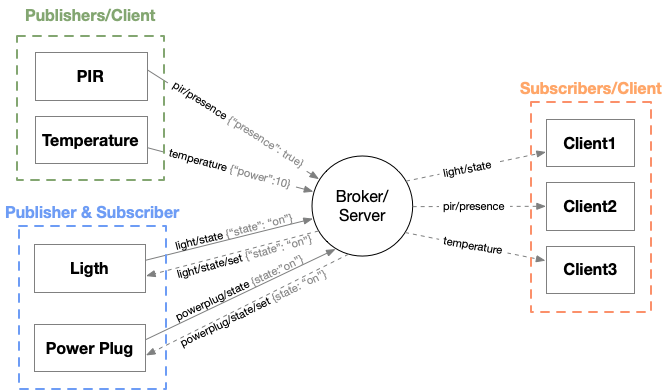 Publishers/Client
PIR
Temperature
pir/presence {"presence": true}
temperature {"power":10}
Publisher & Subscriber
Ligth
Power Plug
light/state {"state": "on"}
light/state/set {"state": "on"}
powerplug/state {state:"on"}
powerplug/state/set {state: "on"}
Broker/
Server
light/state
pir/presence
temperature
Subscribers/Client
Client1
Client2
Client3